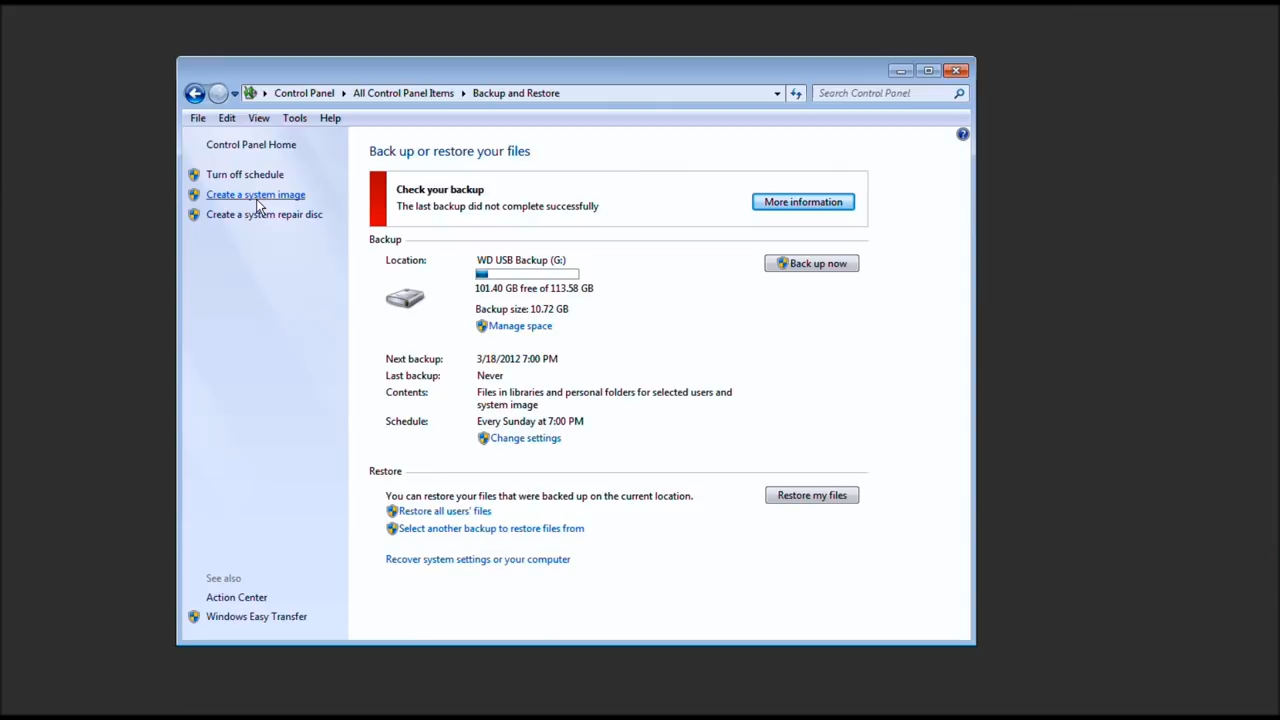 Control Panel All Control Panel Items Backup and Restore Search Control Panel
File Edit View Tools Help
Control Panel Home
Turn off schedule
Create a system image
Create a system repair disc
See also
Action Center
Windows Easy Transfer
Back up or restore your files
Check your backup
The last backup did not complete successfully
More information
Backup
Location: WD USB Backup (G:)
Back up now
101.40 GB free of 113.58 GB
Backup size: 10.72 GB
Manage space
Next backup: 3/18/2012 7:00 PM
Last backup: Never
Contents: Files in libraries and personal folders for selected users and
system image
Schedule: Every Sunday at 7:00 PM
Change settings
Restore
You can restore your files that were backed up on the current location.
Restore my files
Restore all users' files
Select another backup to restore files from
Recover system settings or your computer